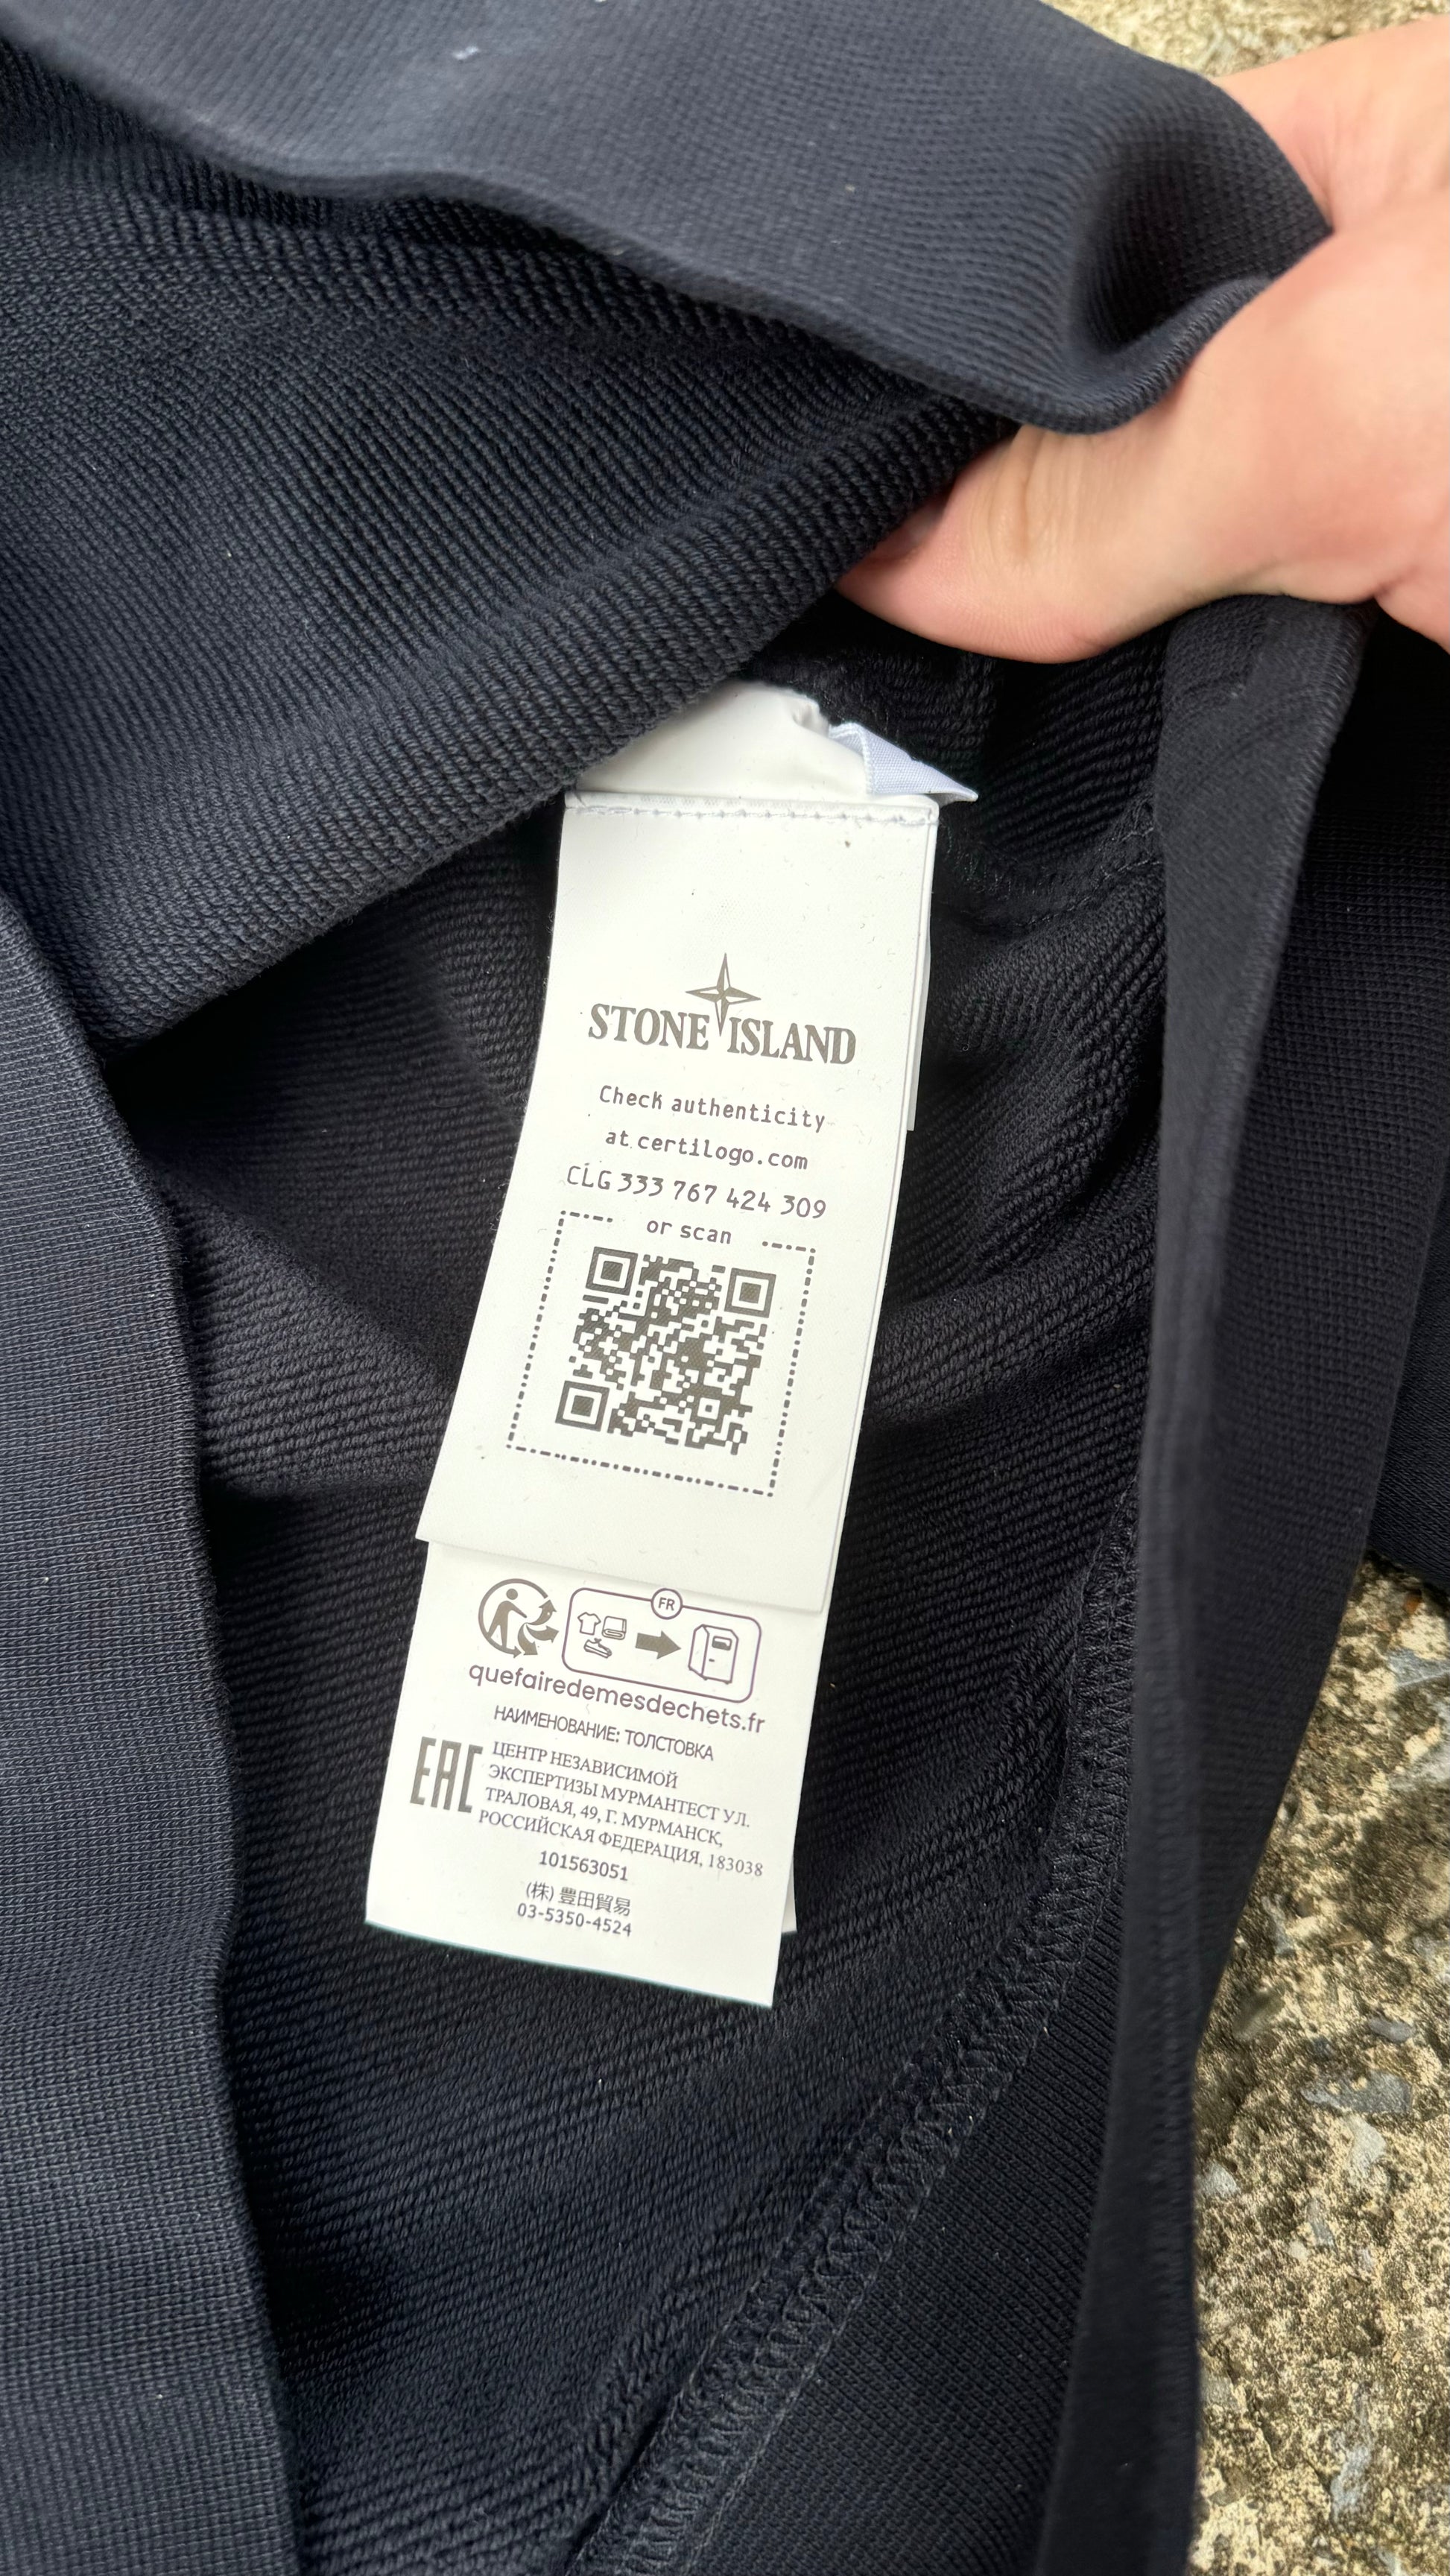 STONE ISLAND
Check authenticity
at certilogo.com
CLG 333 767 424 309
or scan
FR
quefairedemesdechets.fr
НАИМЕНОВАНИЕ: ТОЛСТОВКА
EAC
ЦЕНТР НЕЗАВИСИМОЙ
ЭКСПЕРТИЗЫ МУРМАНТЕСТ УЛ.
ТРАЛОВАЯ, 49, Г. МУРМАНСК,
РОССИЙСКАЯ ФЕДЕРАЦИЯ, 183038
101563051
(株) 豊田貿易
03-5350-4524